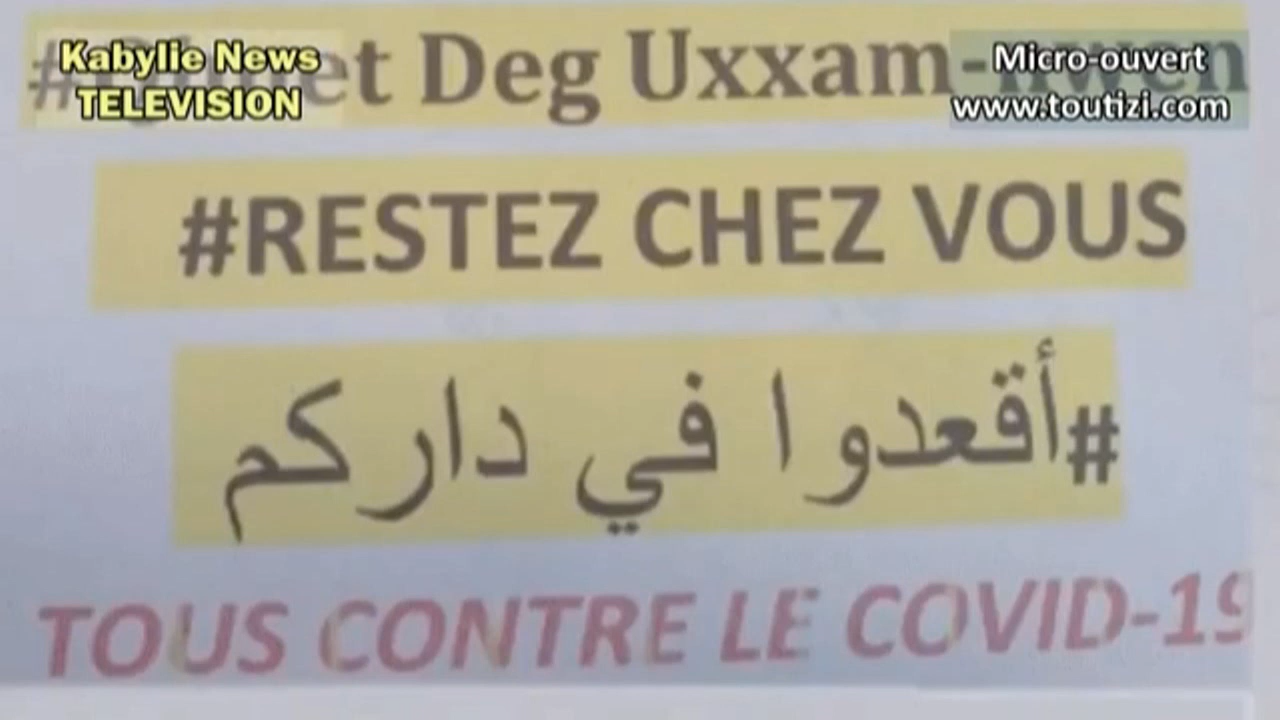 Kabylie News
TELEVISION
Micro-ouvert
www.toutizi.com
Deg Uxxam
#RESTEZ CHEZ VOUS
#أقعدوا في داركم
TOUS CONTRE LE COVID-19